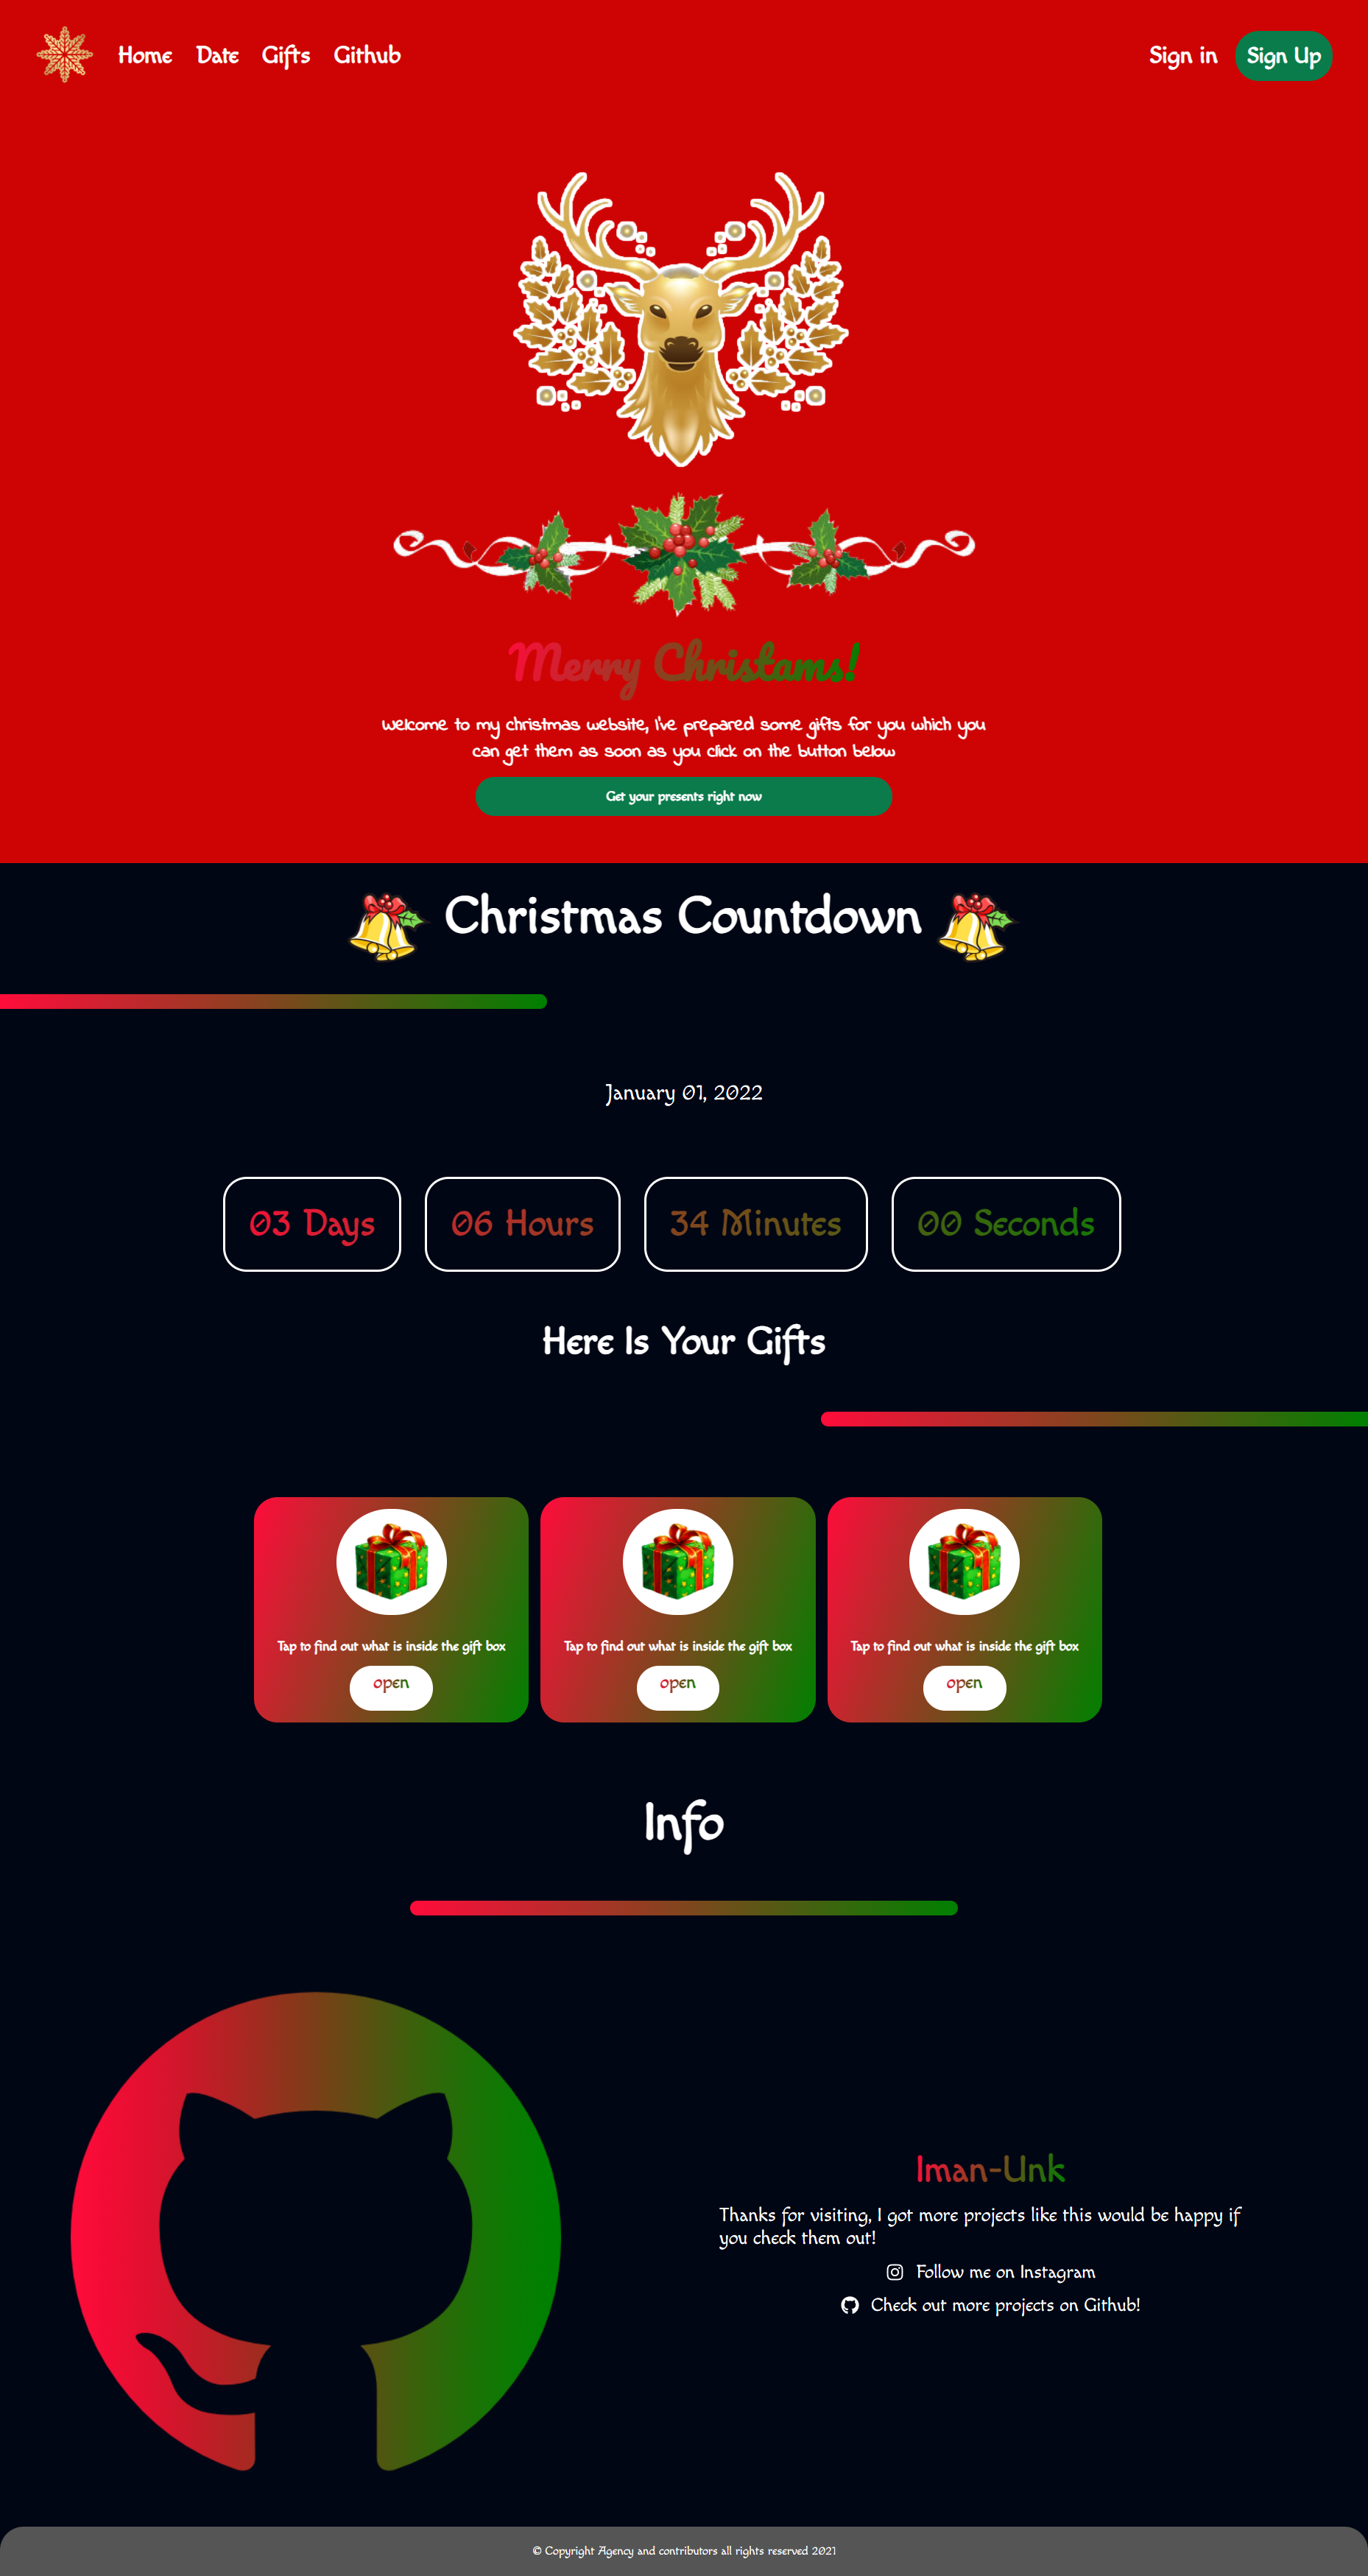 Home Date Gifts Github Sign in Sign Up
Merry Christams!
Welcome to my christmas website, I've prepared some gifts for you which you
can get them as soon as you click on the button below
Get your presents right now
Christmas Countdown
January 01, 2022
03 Days 06 Hours 34 Minutes 00 Seconds
Here Is Your Gifts
Tap to find out what is inside the gift box Tap to find out what is inside the gift box Tap to find out what is inside the gift box
open open open
Info
Iman-Unk
Thanks for visiting, I got more projects like this would be happy if
you check them out!
Follow me on Instagram
Check out more projects on Github!
© Copyright Agency and contributors all rights reserved 2021